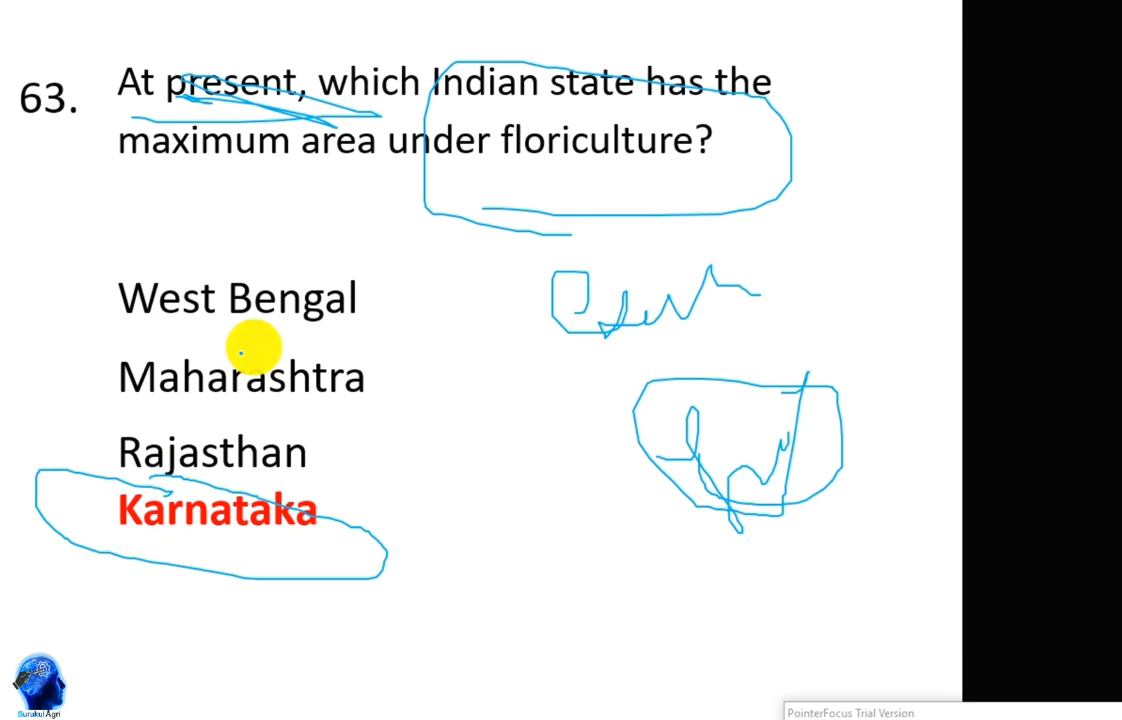 63.
At present, which Indian state has the
maximum area under floriculture?
West Bengal
Maharashtra
Rajasthan
Karnataka
Gurukul Agri
PointerFocus Trial Version